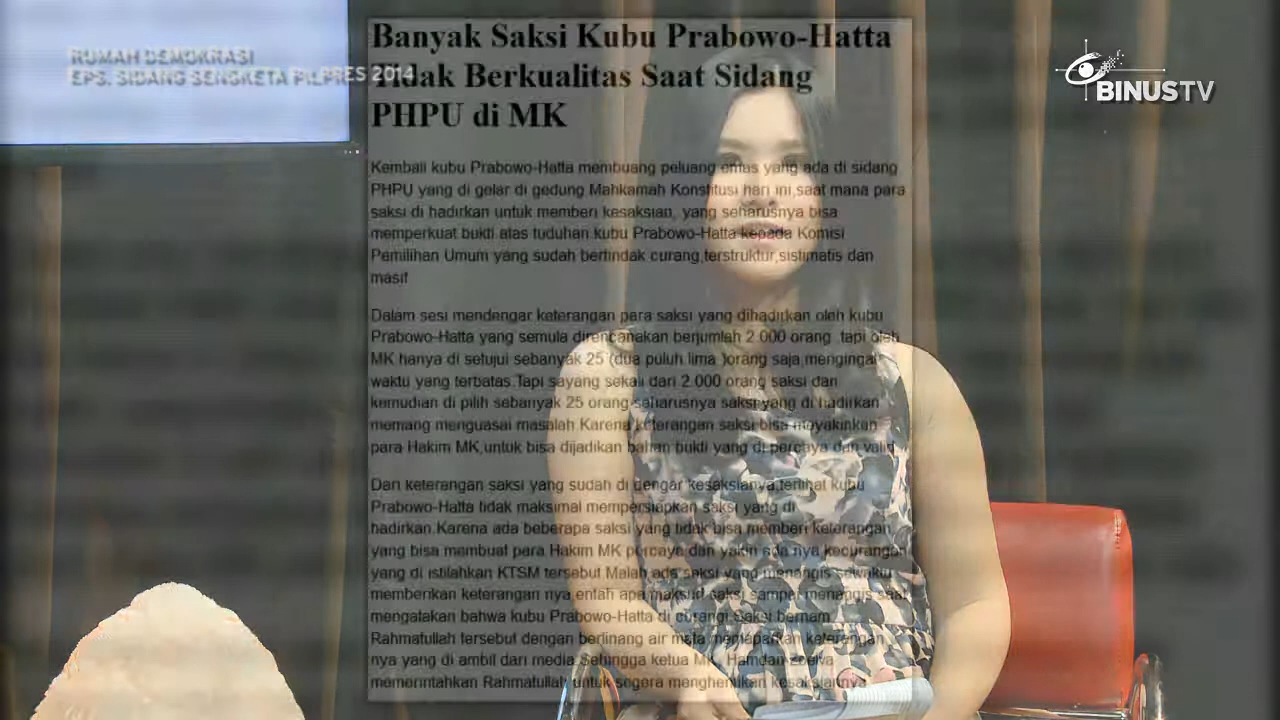 RUMAH DEMOKRASI
EPS. SIDANG SENGKETA PILPRES 2014
BINUSTV
Banyak Saksi Kubu Prabowo-Hatta
Tidak Berkualitas Saat Sidang
PHPU di MK
Kembali kubu Prabowo-Hatta membuang peluang emas yang ada di sidang
PHPU yang di gelar di gedung Mahkamah Konstitusi hari ini,saat mana para
saksi di hadirkan untuk memberi kesaksian, yang seharusnya bisa
memperkuat bukti atas tuduhan kubu Prabowo-Hatta kepada Komisi
Pemilihan Umum yang sudah bertindak curang,terstruktur,sistimatis dan
masif
Dalam sesi mendengar keterangan para saksi yang dihadirkan oleh kubu
Prabowo-Hatta yang semula direncanakan berjumlah 2.000 orang tapi oleh
MK hanya di setujui sebanyak 25 (dua puluh lima )orang saja,mengingat
waktu yang terbatas.Tapi sayang sekali dari 2.000 orang saksi dan
kemudian di pilih sebanyak 25 orang seharusnya saksi yang di hadirkan
memang menguasai masalah.Karena keterangan saksi bisa meyakinkan
para Hakim MK,untuk bisa dijadikan bahan bukti yang di percaya dan valid
Dari keterangan saksi yang sudah di dengar kesaksianya,terlihat kubu
Prabowo-Hatta tidak maksimal mempersiapkan saksi yang di
hadirkan.Karena ada beberapa saksi yang tidak bisa memberi keterangan
yang bisa membuat para Hakim MK percaya dan yakin ada nya kecurangan
yang di istilahkan KTSM tersebut Malah ada saksi yang menangis sewaktu
memberikan keterangan nya entah apa maksud saksi sampai menangis saat
mengatakan bahwa kubu Prabowo-Hatta di curangi.Saksi bernam
Rahmatullah tersebut dengan berlinang air mata memaparkan keterangan
nya yang di ambil dari media.Sehingga ketua MK, Hamdan Zoelva
memerintahkan Rahmatullah untuk segera menghentikan kesaksiannya